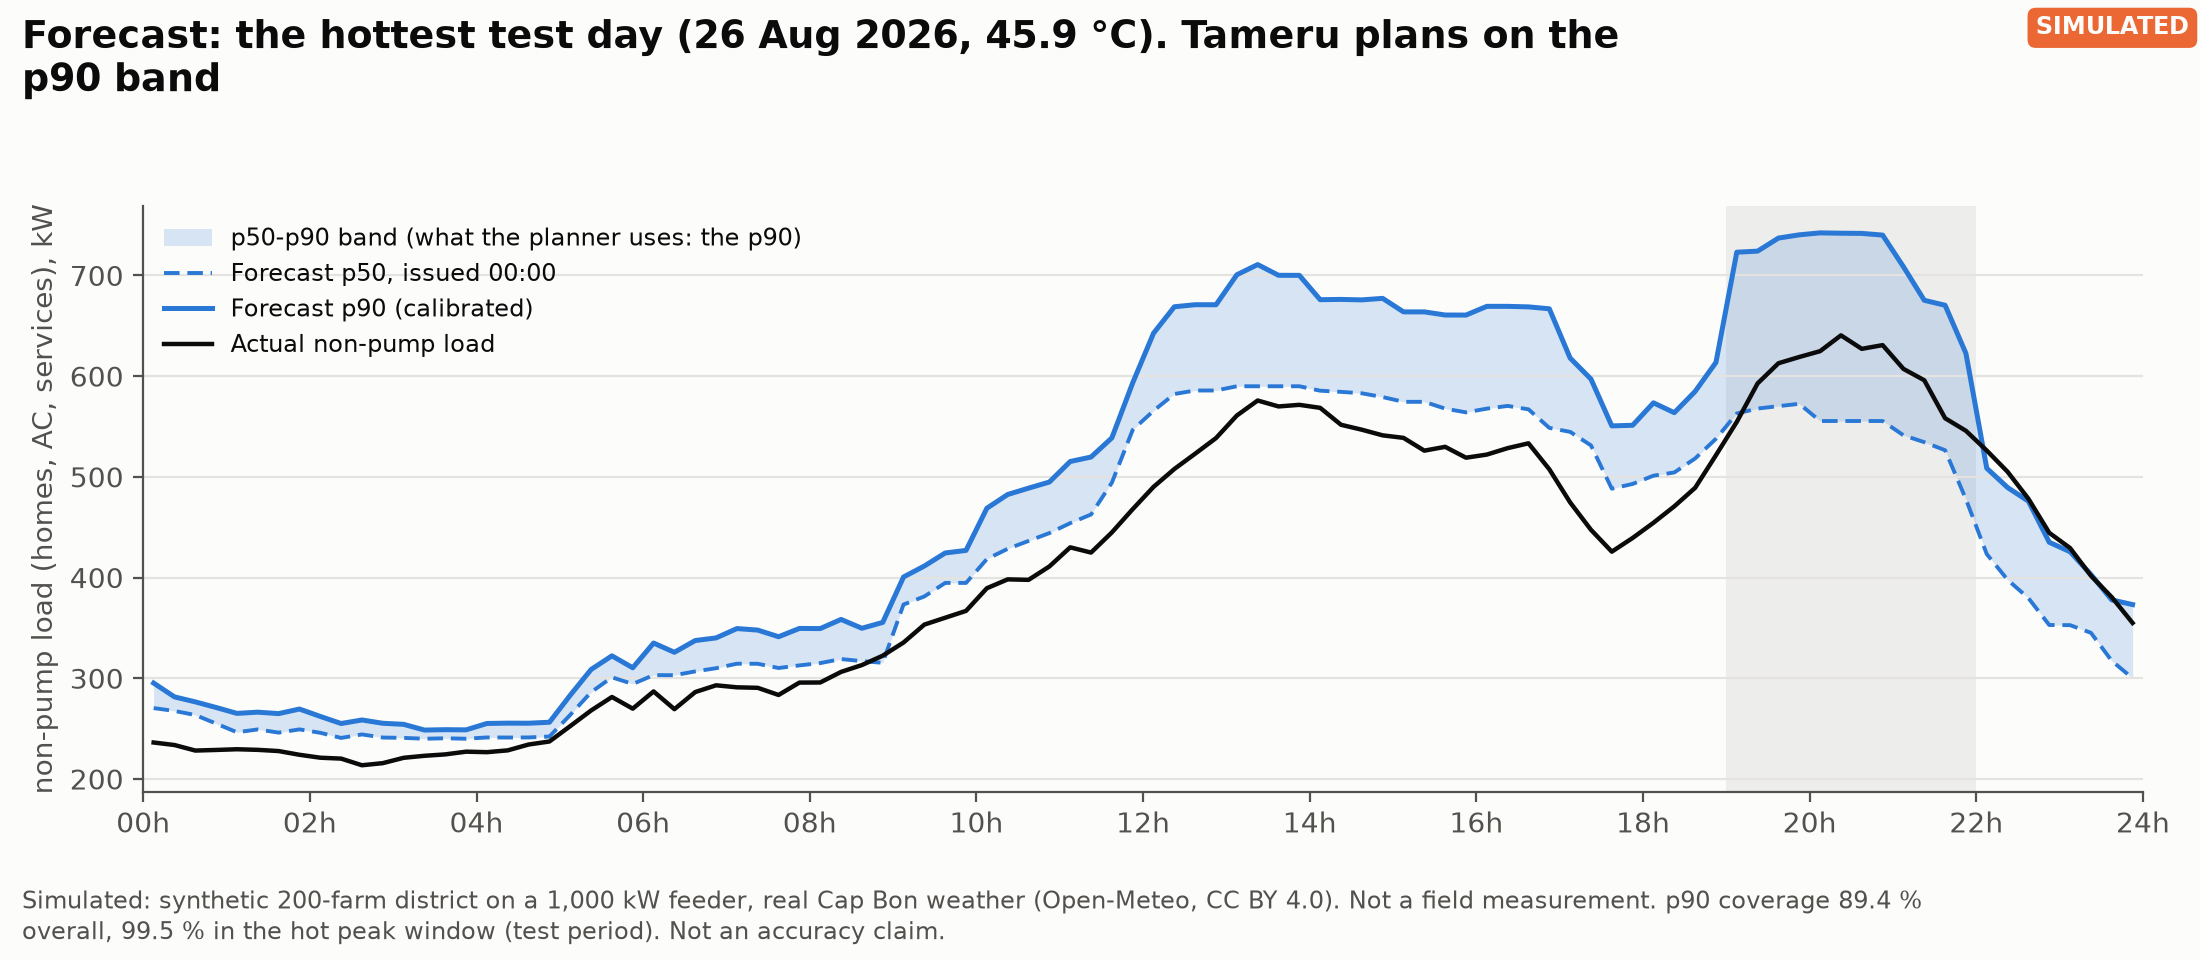 Forecast: the hottest test day (26 Aug 2026, 45.9 °C). Tameru plans on the
p90 band
SIMULATED
non-pump load (homes, AC, services), kW
p50-p90 band (what the planner uses: the p90)
Forecast p50, issued 00:00
Forecast p90 (calibrated)
Actual non-pump load
700
600
500
400
300
200
00h 02h 04h 06h 08h 10h 12h 14h 16h 18h 20h 22h 24h
Simulated: synthetic 200-farm district on a 1,000 kW feeder, real Cap Bon weather (Open-Meteo, CC BY 4.0). Not a field measurement. p90 coverage 89.4 %
overall, 99.5 % in the hot peak window (test period). Not an accuracy claim.